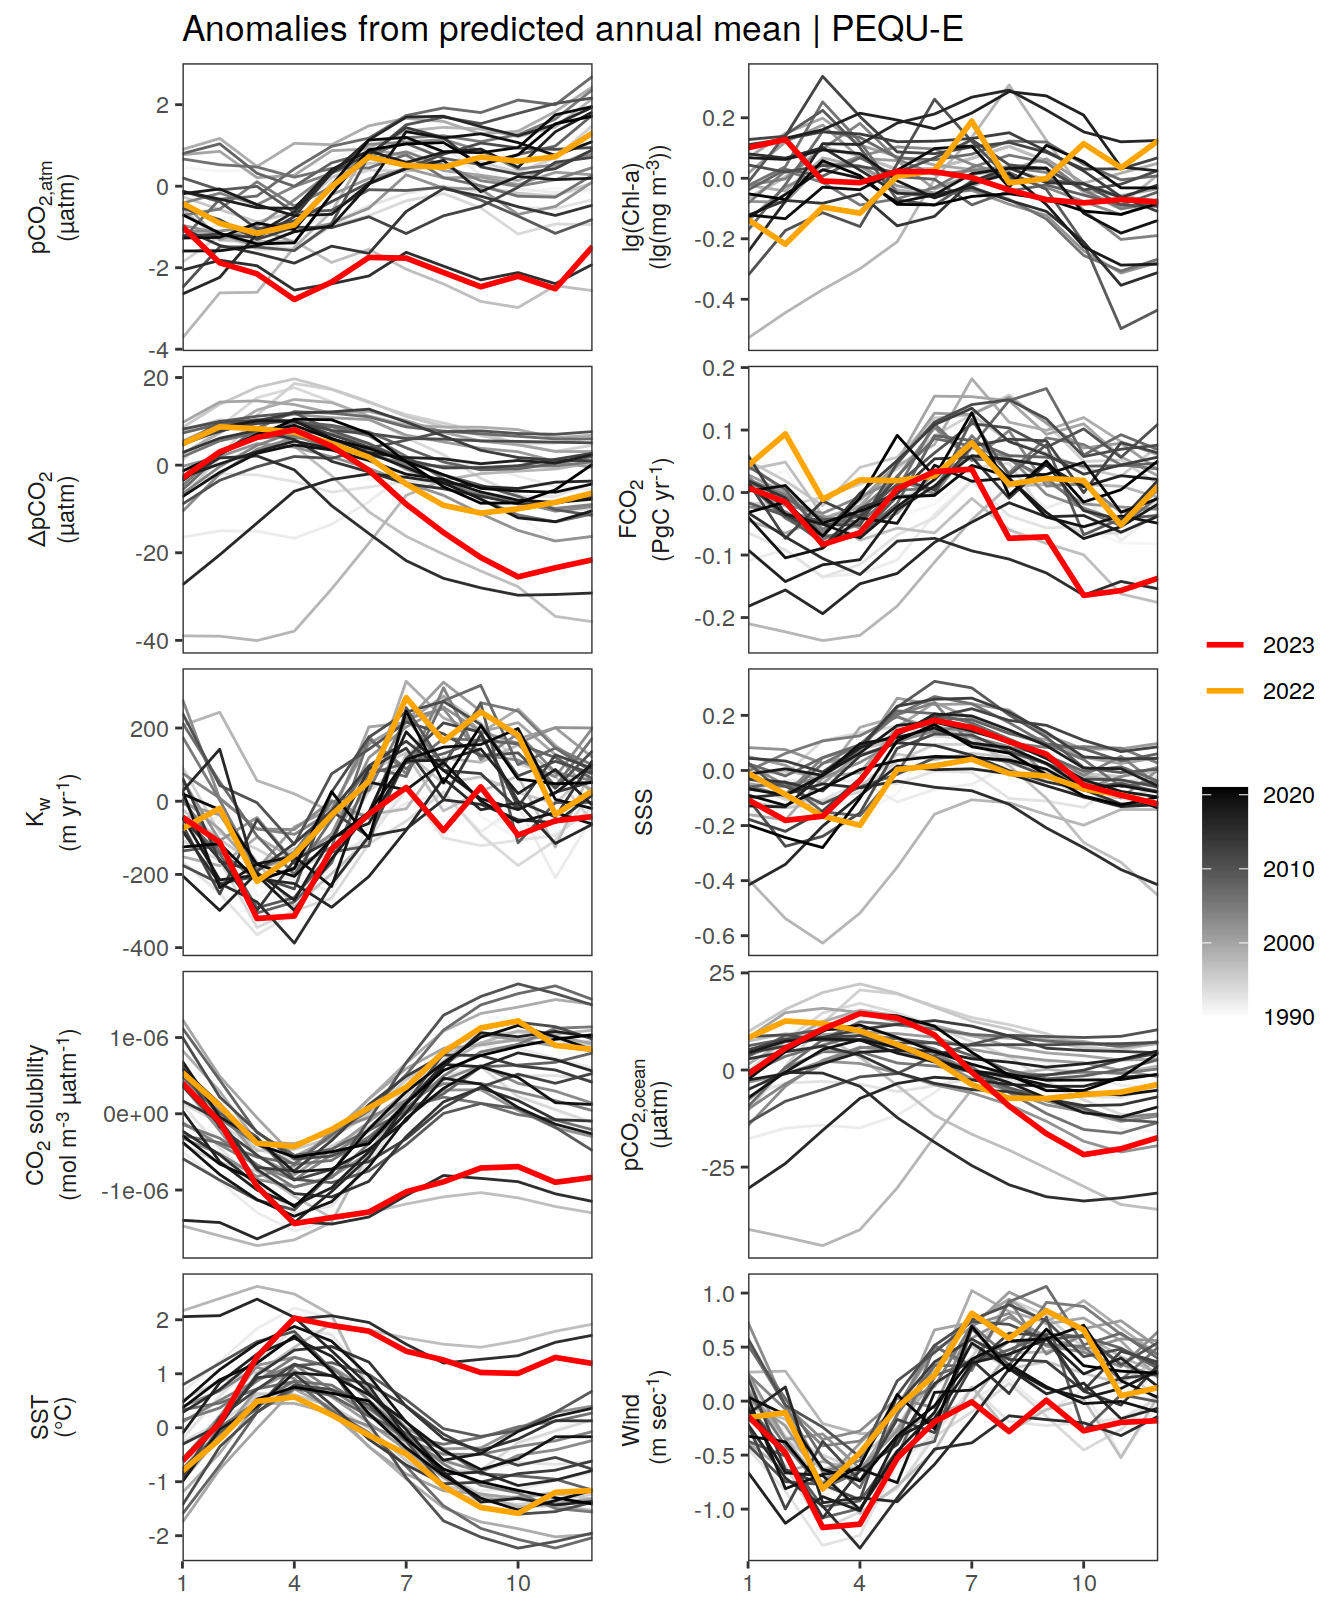 Anomalies from predicted annual mean | PEQU-E
pCO2,atm
(µatm)
2
0
-2
-4
lg(Chl-a)
(lg(mg m-3))
0.2
0.0
-0.2
-0.4
ΔpCO2
(µatm)
20
0
-20
-40
FCO2
(PgC yr-1)
0.2
0.1
0.0
-0.1
-0.2
Kw
(m yr-1)
200
0
-200
-400
SSS
0.2
0.0
-0.2
-0.4
-0.6
CO2 solubility
(mol m-3 µatm-1)
1e-06
0e+00
-1e-06
pCO2,ocean
(µatm)
25
0
-25
SST
(°C)
2
1
0
-1
-2
1 4 7 10
Wind
(m sec-1)
1.0
0.5
0.0
-0.5
-1.0
1 4 7 10
2023
2022
2020
2010
2000
1990